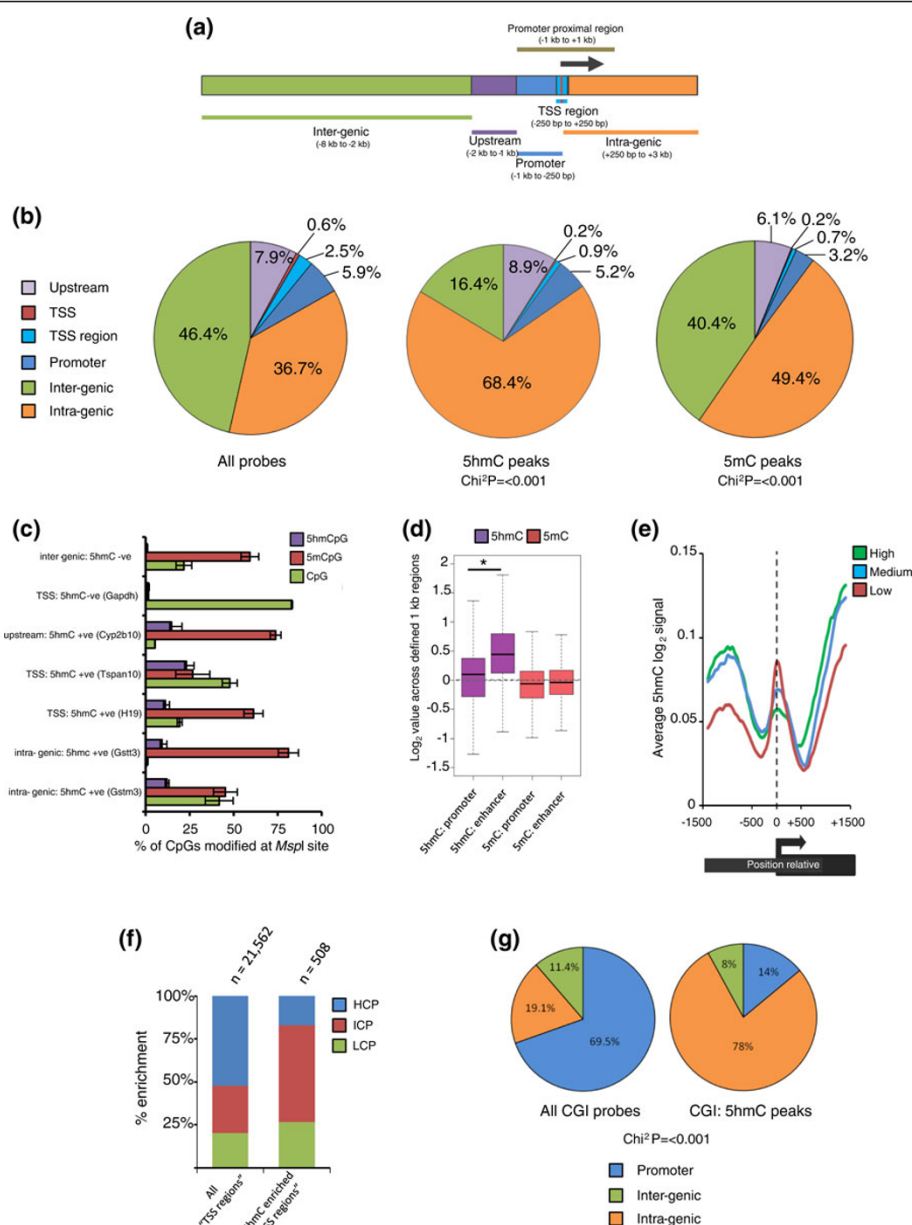 (a)
Promoter proximal region
(-1 kb to +1kb)
TSS region
(-250 bp to +250 bp)
Inter-genic
(-8 kb to -2 kb)
Upstream
(-2 kb to -1 kb)
Intra-genic
(+250 bp to +3 kb)
Promoter
(-1 kb to -250 bp)
(b)
Upstream
TSS
TSS region
Promoter
Inter-genic
Intra-genic
7.9%
0.6%
2.5%
5.9%
46.4%
36.7%
All probes
0.2%
0.9%
5.2%
8.9%
16.4%
68.4%
5hmC peaks
Chi²P=<0.001
6.1%
0.2%
0.7%
3.2%
40.4%
49.4%
5mC peaks
Chi²P=<0.001
(c)
5hmCpG
5mCpG
CpG
inter genic: 5hmC -ve
TSS: 5hmC-ve (Gapdh)
upstream: 5hmC +ve (Cyp2b10)
TSS: 5hmC +ve (Tspan10)
TSS: 5hmC +ve (H19)
intra- genic: 5hmc +ve (Gstt3)
intra- genic: 5hmC +ve (Gstm3)
0 25 50 75 100
% of CpGs modified at MspI site
(d)
5hmC 5mC
Log₂ value across defined 1 kb regions
2
1.5
1
0.5
0
-0.5
-1
-1.5
*
5hmC: promoter
5hmC: enhancer
5mC: promoter
5mC: enhancer
(e)
High
Medium
Low
Average 5hmC log₂ signal
0.15
0.1
0.05
0
-1500 -500 0 +500 +1500
Position relative
(f)
n = 21,562
n = 508
HCP
ICP
LCP
% enrichment
100%
75%
50%
25%
All
"TSS regions"
hmC enriched
SS regions"
(g)
11.4%
19.1%
69.5%
All CGI probes
8%
14%
78%
CGI: 5hmC peaks
Chi² P=<0.001
Promoter
Inter-genic
Intra-genic